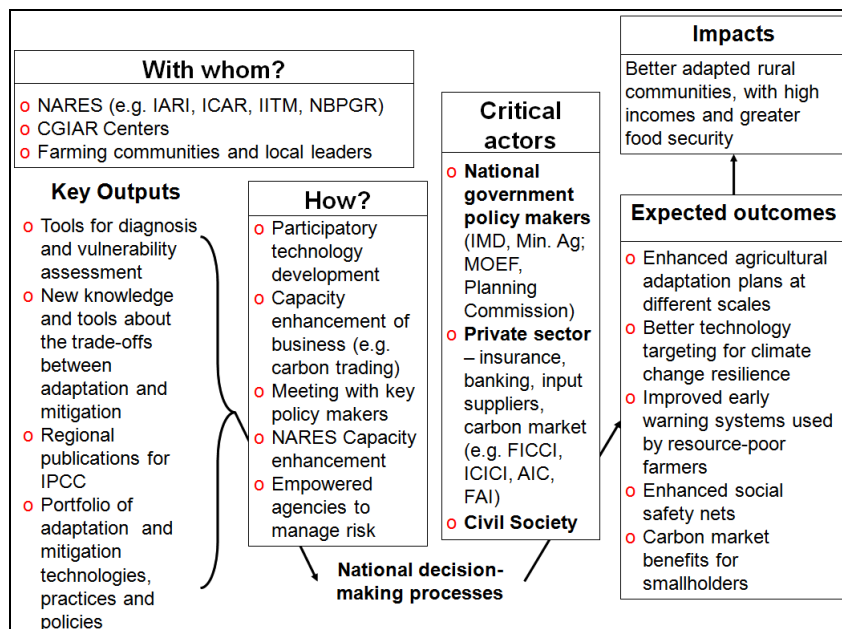 With whom?
o NARES (e.g. IARI, ICAR, IITM, NBPGR)
o CGIAR Centers
o Farming communities and local leaders
Key Outputs
o Tools for diagnosis
and vulnerability
assessment
o New knowledge
and tools about
the trade-offs
between
adaptation and
mitigation
o Regional
publications for
IPCC
o Portfolio of
adaptation and
mitigation
technologies,
practices and
policies
How?
o Participatory
technology
development
o Capacity
enhancement of
business (e.g.
carbon trading)
o Meeting with key
policy makers
o NARES Capacity
enhancement
o Empowered
agencies to
manage risk
National decision-
making processes
Critical
actors
o National
government
policy makers
(IMD, Min. Ag;
MOEF,
Planning
Commission)
o Private sector
– insurance,
banking, input
suppliers,
carbon market
(e.g. FICCI,
ICICI, AIC,
FAI)
o Civil Society
Impacts
Better adapted rural
communities, with high
incomes and greater
food security
Expected outcomes
o Enhanced agricultural
adaptation plans at
different scales
o Better technology
targeting for climate
change resilience
o Improved early
warning systems used
by resource-poor
farmers
o Enhanced social
safety nets
o Carbon market
benefits for
smallholders